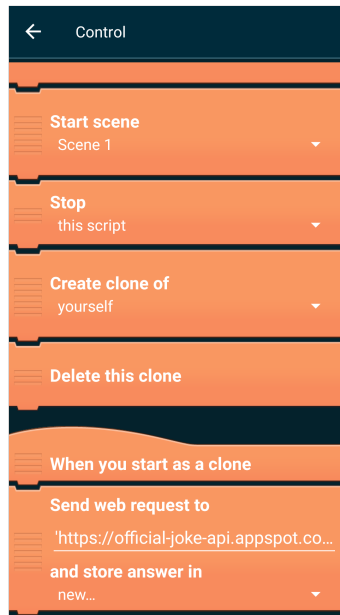 Control
Start scene
Scene 1
Stop
this script
Create clone of
yourself
Delete this clone
When you start as a clone
Send web request to
'https://official-joke-api.appspot.co...
and store answer in
new...